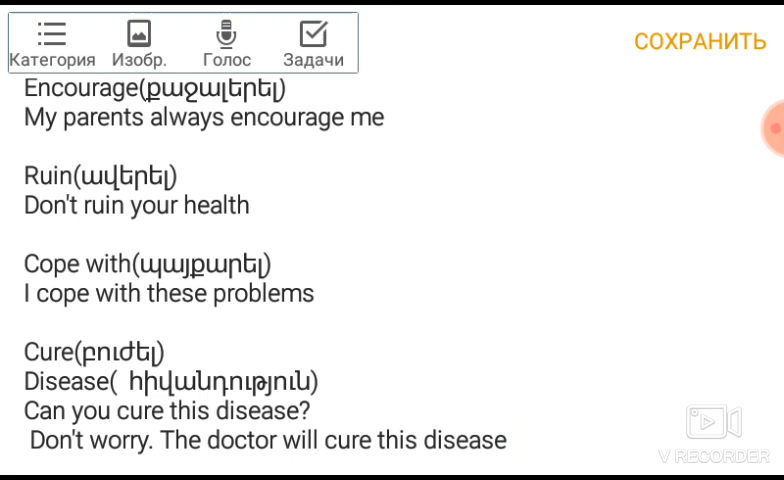 Категория Изобр. Голос Задачи
СОХРАНИТЬ
Encourage(քաջալերել)
My parents always encourage me
Ruin(ավերել)
Don't ruin your health
Cope with(պայքարել)
I cope with these problems
Cure(բուժել)
Disease( հիվանդություն)
Can you cure this disease?
Don't worry. The doctor will cure this disease
V RECORDER